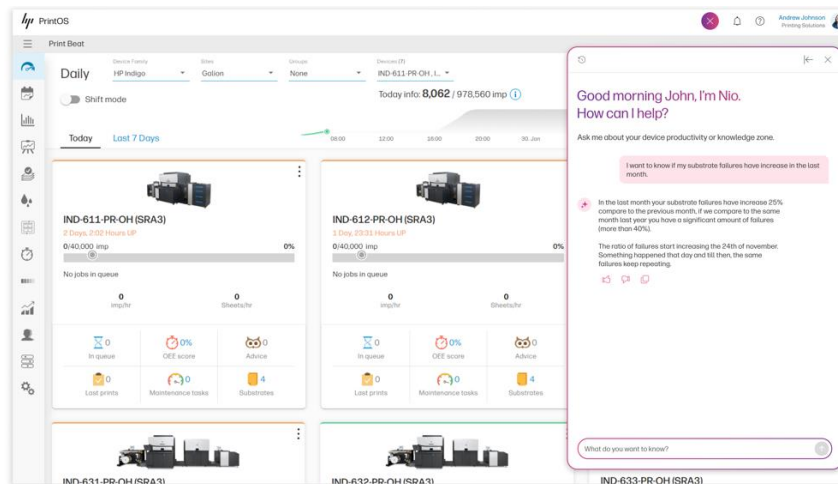 hp PrintOS
Andrew Johnson
Printing Solutions
Print Beat
Daily
Device Family
HP Indigo
Sites
Galion
Groups
None
Devices (7)
IND-611-PR-OH, I...
Shift mode
Today info: 8,062 / 978,560 imp
Today
Last 7 Days
08:00
12:00
16:00
20:00
30. Jan
IND-611-PR-OH (SRA3)
2 Days, 2:02 Hours UP
0/40,000 imp
0%
No jobs in queue
0
imp/hr
0
Sheets/hr
0
In queue
0%
OEE score
0
Advice
0
Last prints
0
Maintenance tasks
4
Substrates
IND-612-PR-OH (SRA3)
1 Day, 23:31 Hours UP
0/40,000 imp
0%
No jobs in queue
0
imp/hr
0
Sheets/hr
0
In queue
0%
OEE score
0
Advice
0
Last prints
0
Maintenance tasks
4
Substrates
IND-631-PR-OH (SRA3)
IND-632-PR-OH (SRA3)
IND-633-PR-OH (SRA3)
Good morning John, I'm Nio.
How can I help?
Ask me about your device productivity or knowledge zone.
I want to know if my substrate failures have increase in the last
month.
In the last month your substrate failures have increase 25%
compare to the previous month, if we compare to the same
month last year you have a significant amount of failures
(more than 40%).
The ratio of failures start increasing the 24th of november.
Something happened that day and till then, the same
failures keep repeating.
What do you want to know?